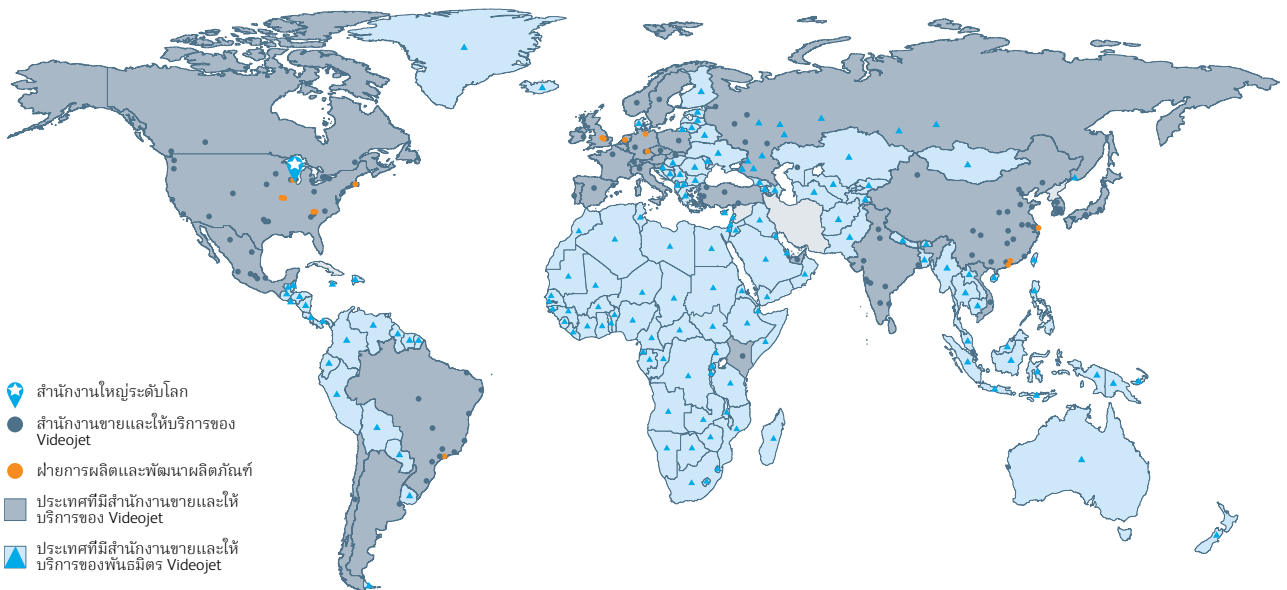 สำนักงานใหญ่ระดับโลก
สำนักงานขายและให้บริการของ
Videojet
ฝ่ายการผลิตและพัฒนาผลิตภัณฑ์
ประเทศที่มีสำนักงานขายและให้
บริการของ Videojet
ประเทศที่มีสำนักงานขายและให้
บริการของพันธมิตร Videojet